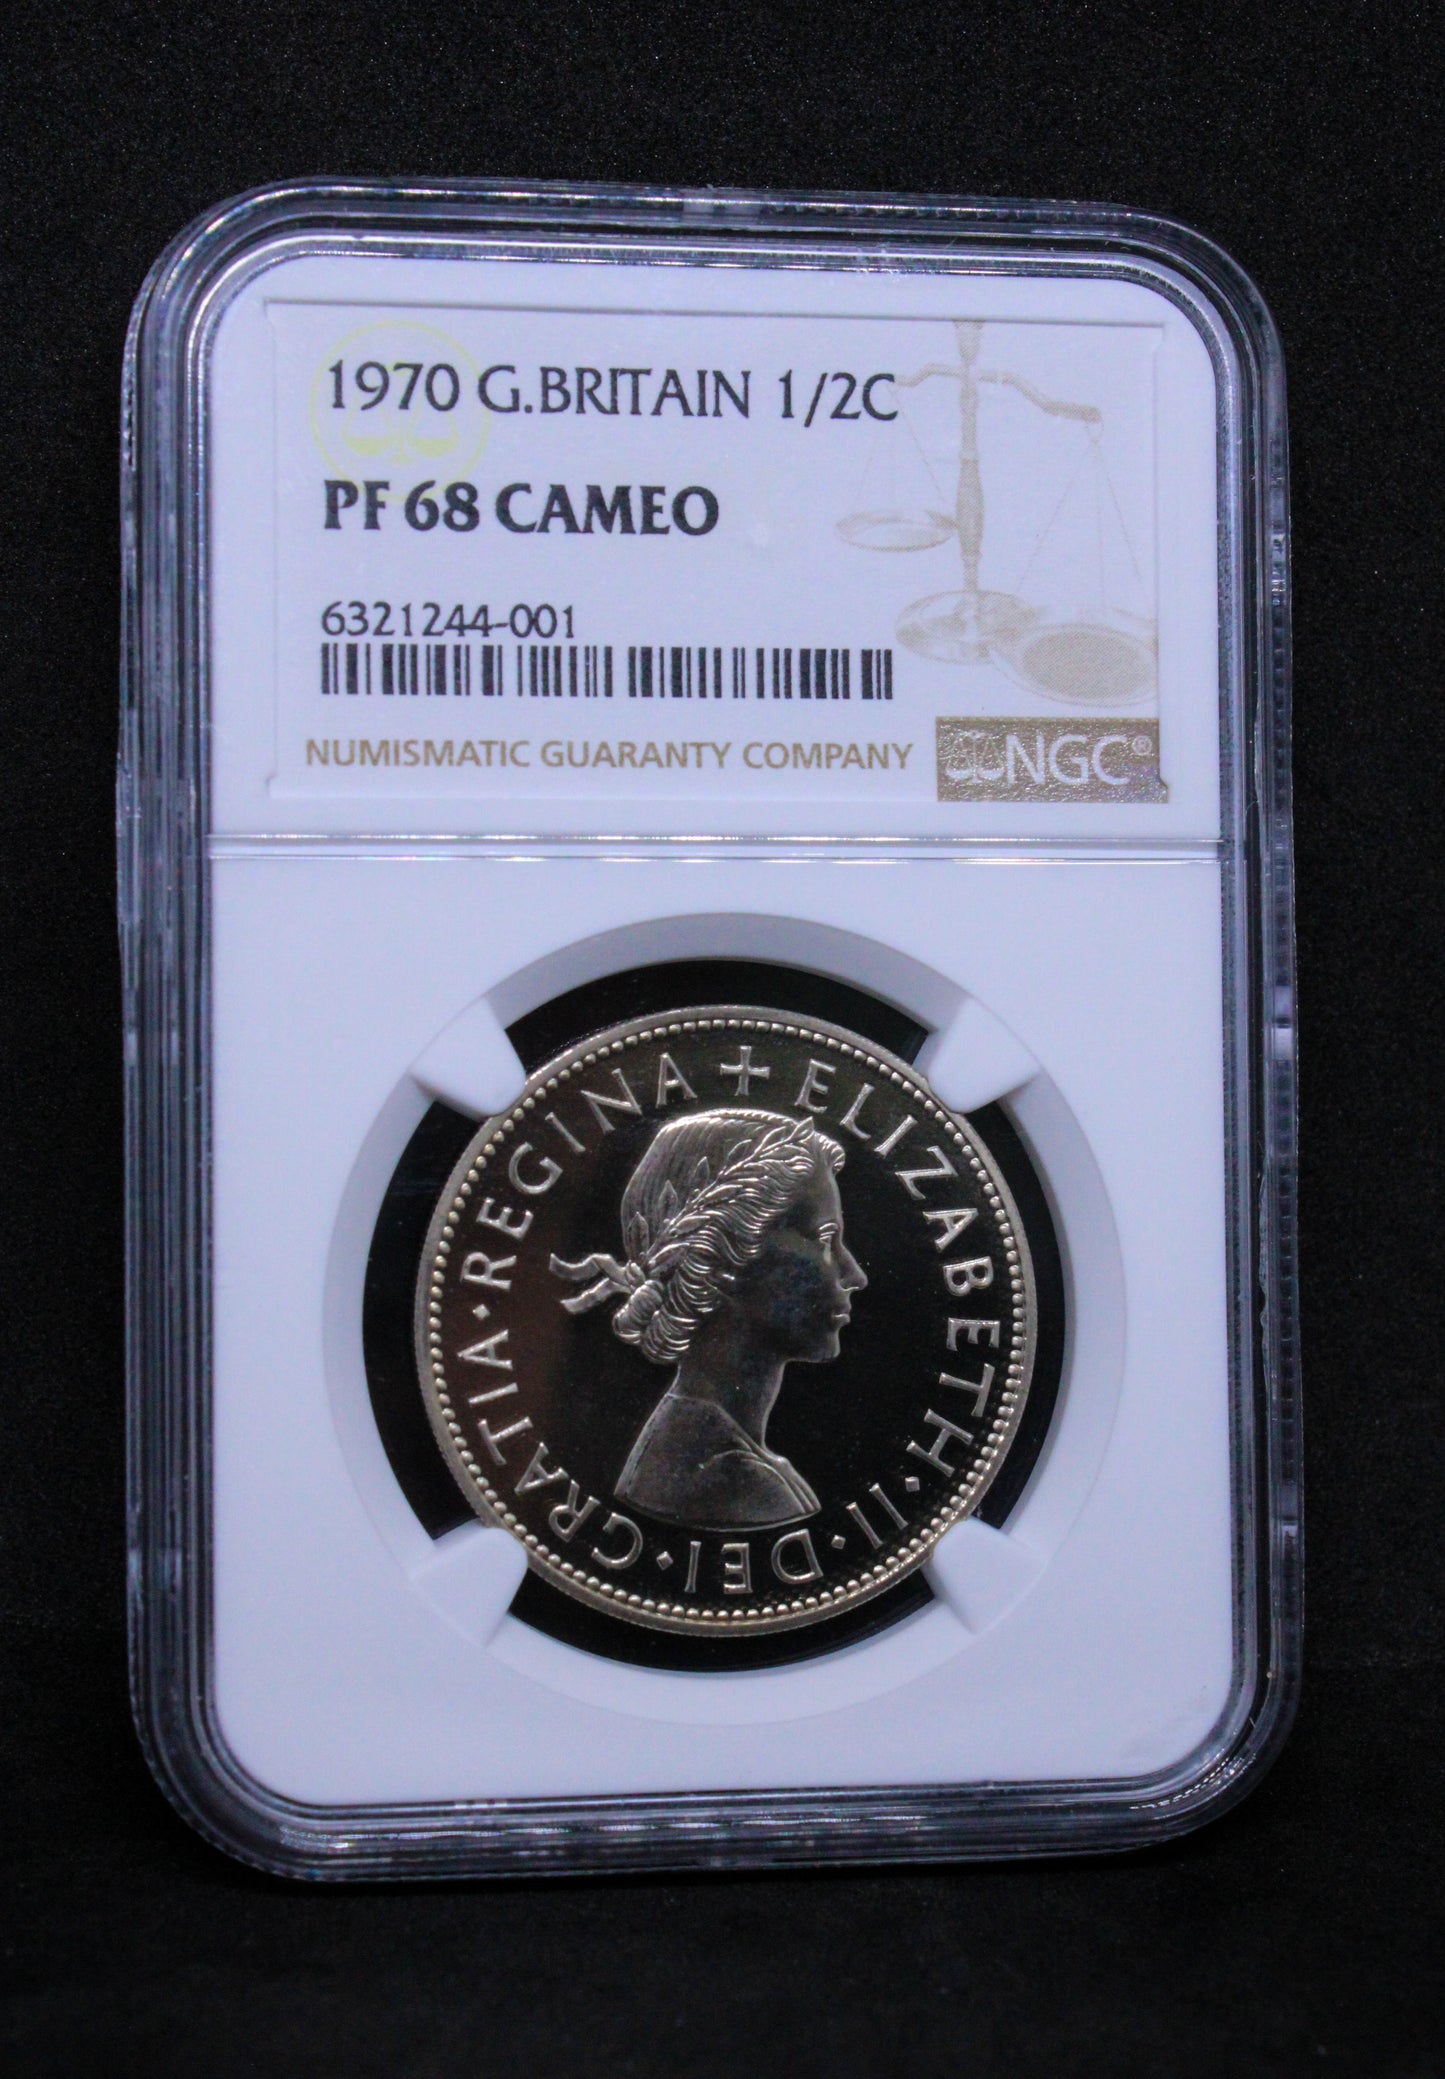 1970 G.BRITAIN 1/2C
PF 68 CAMEO
6321244-001
NUMISMATIC GUARANTY COMPANY
NGC®
+ ELIZABETH·II·DEI·GRATIA·REGINA